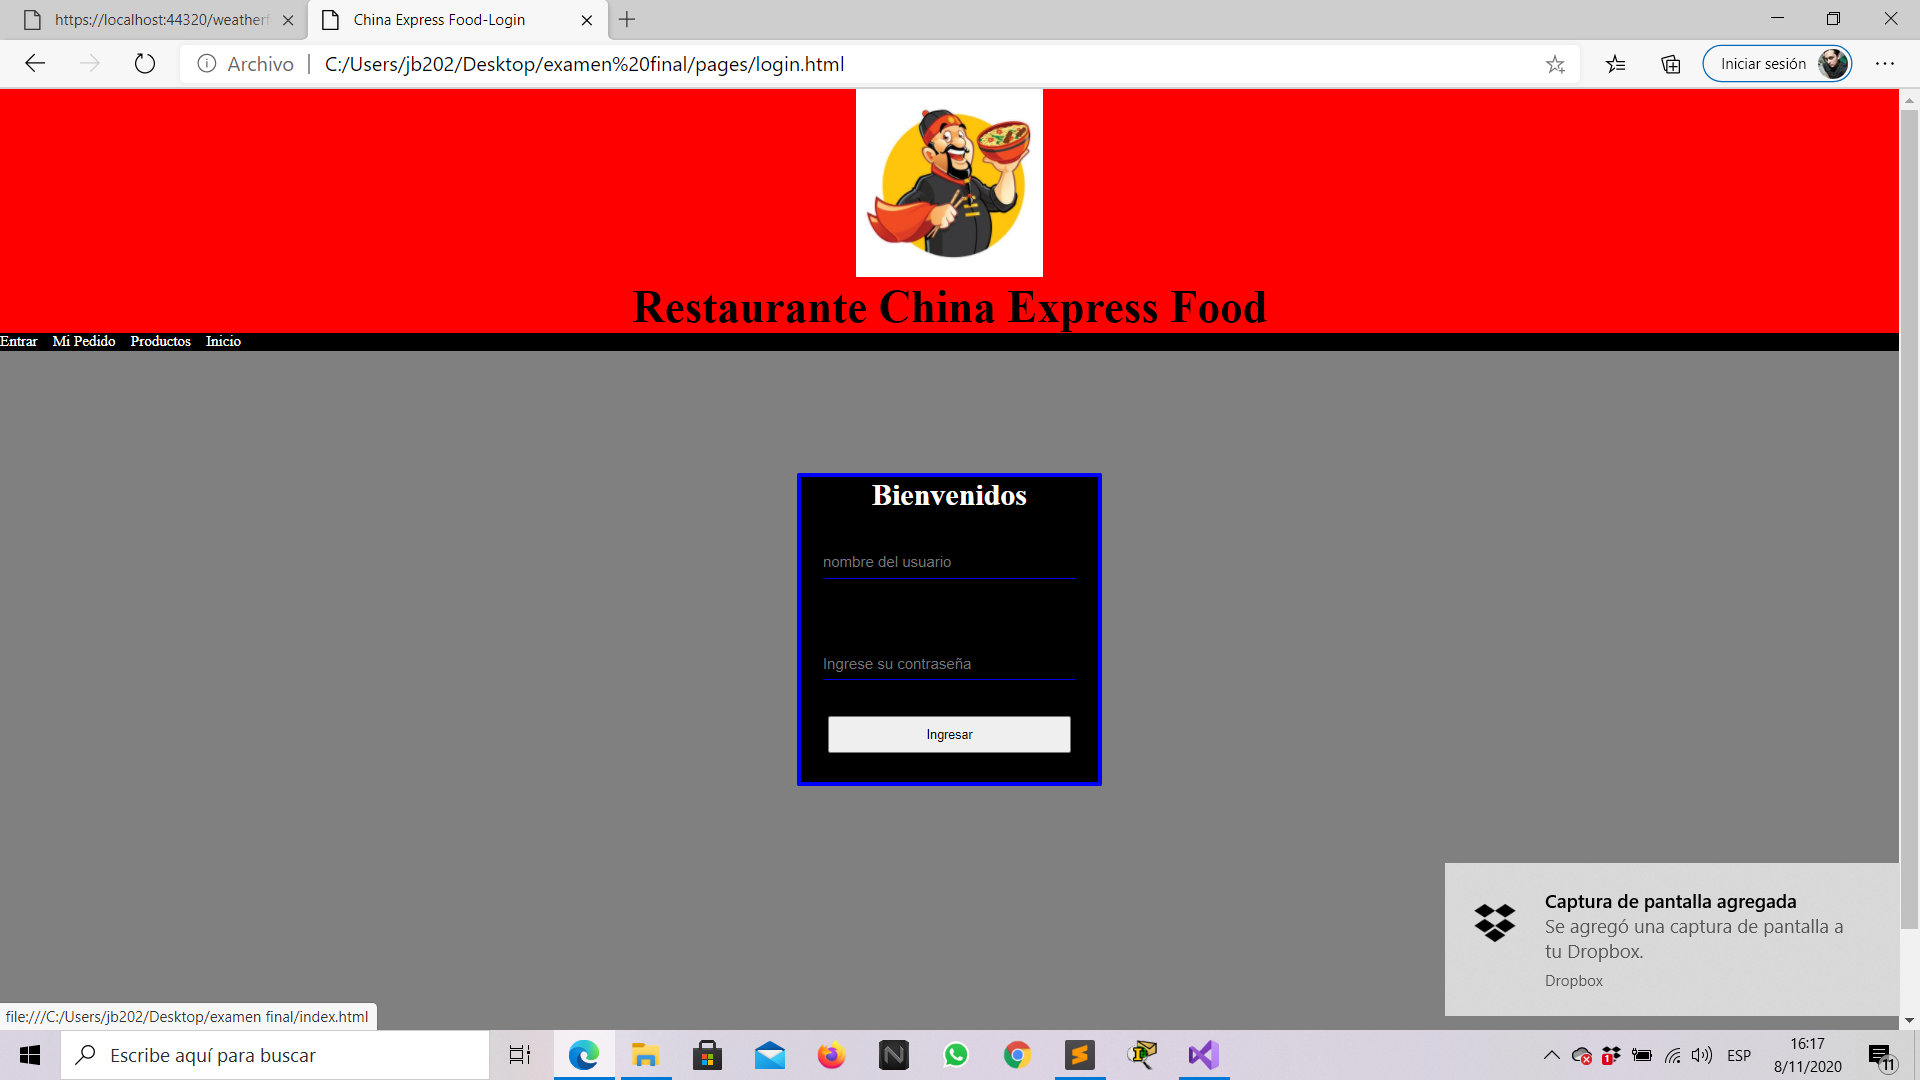 https://localhost:44320/weatherf
China Express Food-Login
Archivo
C:/Users/jb202/Desktop/examen%20final/pages/login.html
Iniciar sesión
Restaurante China Express Food
Entrar Mi Pedido Productos Inicio
Bienvenidos
nombre del usuario
Ingrese su contraseña
Ingresar
Captura de pantalla agregada
Se agregó una captura de pantalla a
tu Dropbox.
Dropbox
file:///C:/Users/jb202/Desktop/examen final/index.html
Escribe aquí para buscar
1
ESP
16:17
8/11/2020
11